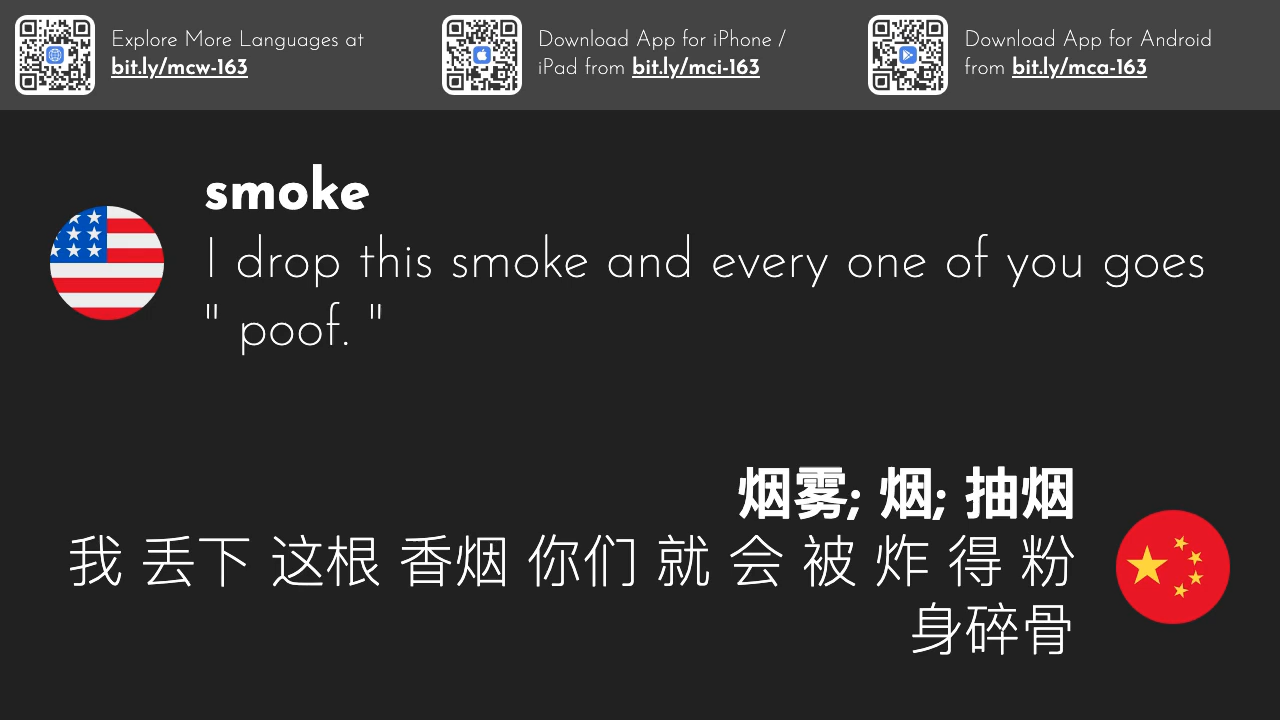 Explore More Languages at
bit.ly/mcw-163
Download App for iPhone /
iPad from bit.ly/mci-163
Download App for Android
from bit.ly/mca-163
smoke
I drop this smoke and every one of you goes
" poof. "
烟雾; 烟; 抽烟
我 丢下 这根 香烟 你们 就 会 被 炸 得 粉
身碎骨